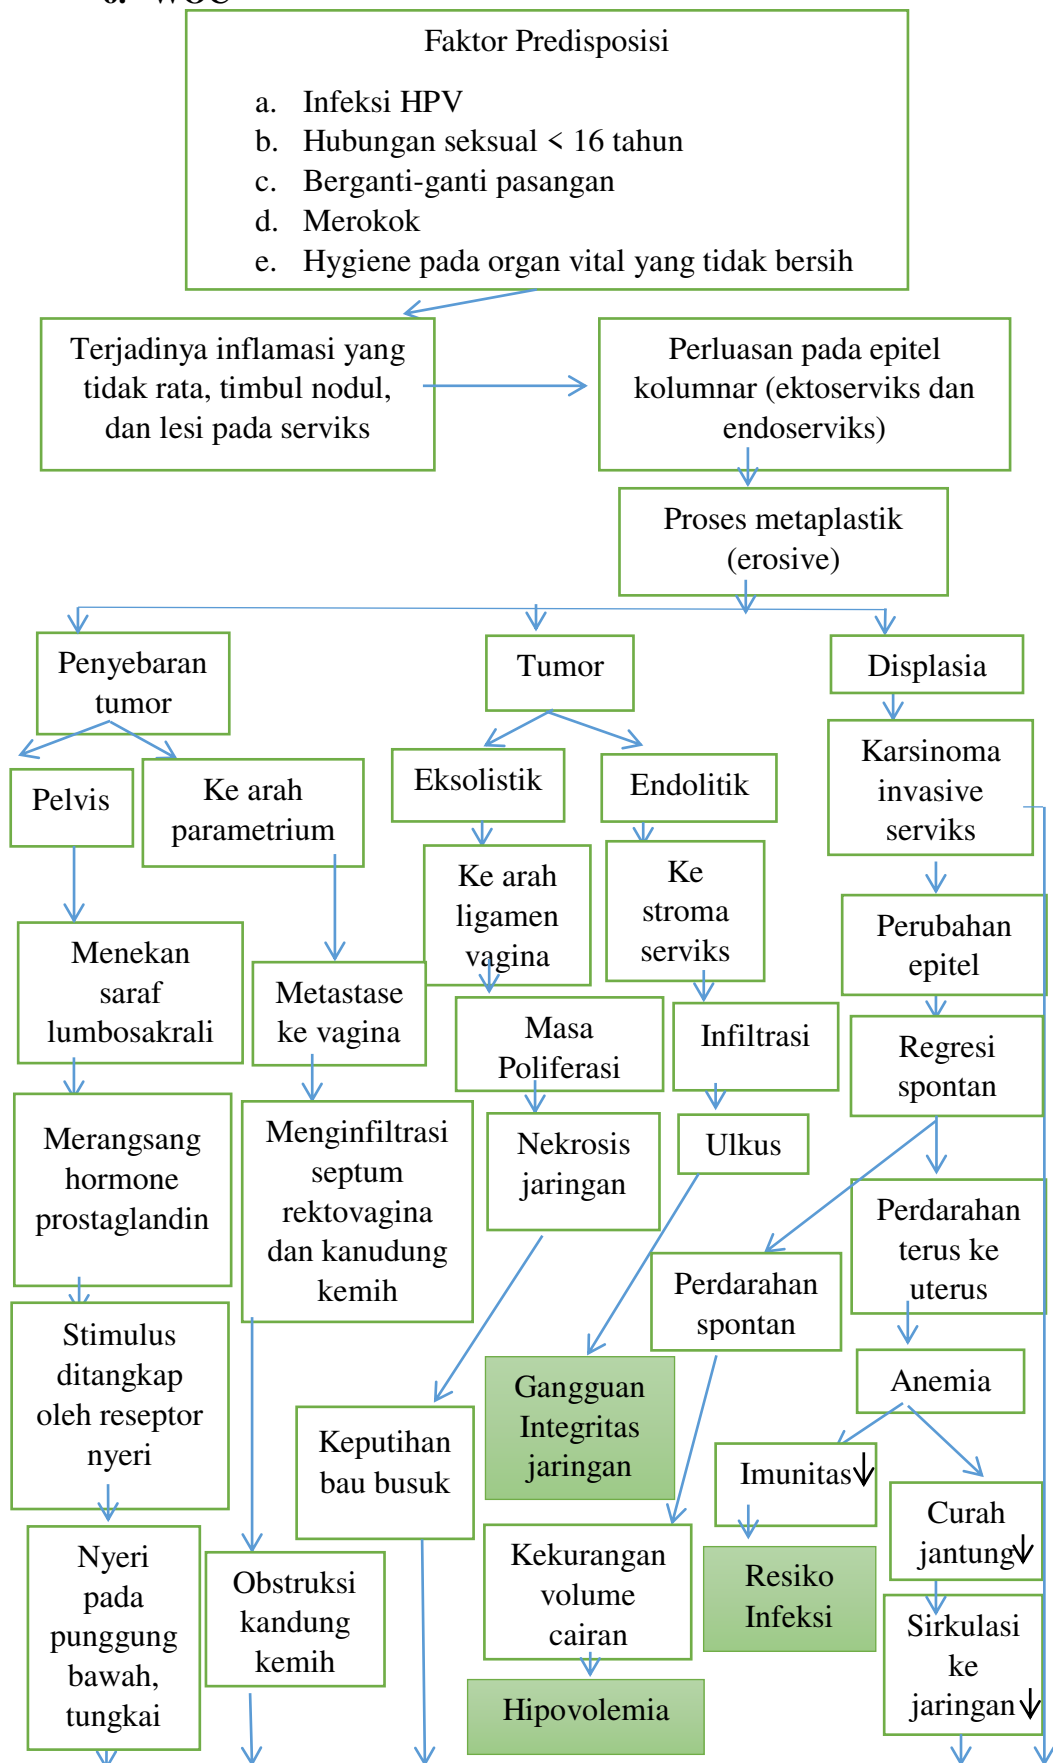 6. WOC
Faktor Predisposisi
a. Infeksi HPV
b. Hubungan seksual < 16 tahun
c. Berganti-ganti pasangan
d. Merokok
e. Hygiene pada organ vital yang tidak bersih
Terjadinya inflamasi yang
tidak rata, timbul nodul,
dan lesi pada serviks
Perluasan pada epitel
kolumnar (ektoserviks dan
endoserviks)
Proses metaplastik
(erosive)
Penyebaran
tumor
Tumor
Displasia
Pelvis
Ke arah
parametrium
Eksolistik
Endolitik
Karsinoma
invasive
serviks
Ke arah
ligamen
vagina
Ke
stroma
serviks
Perubahan
epitel
Menekan
saraf
lumbosakrali
Metastase
ke vagina
Masa
Poliferasi
Infiltrasi
Regresi
spontan
Merangsang
hormone
prostaglandin
Menginfiltrasi
septum
rektovagina
dan kanudung
kemih
Nekrosis
jaringan
Ulkus
Perdarahan
terus ke
uterus
Perdarahan
spontan
Stimulus
ditangkap
oleh reseptor
nyeri
Gangguan
Integritas
jaringan
Anemia
Keputihan
bau busuk
Imunitas↓
Curah
jantung↓
Nyeri
pada
punggung
bawah,
tungkai
Obstruksi
kandung
kemih
Kekurangan
volume
cairan
Resiko
Infeksi
Sirkulasi
ke
jaringan↓
Hipovolemia